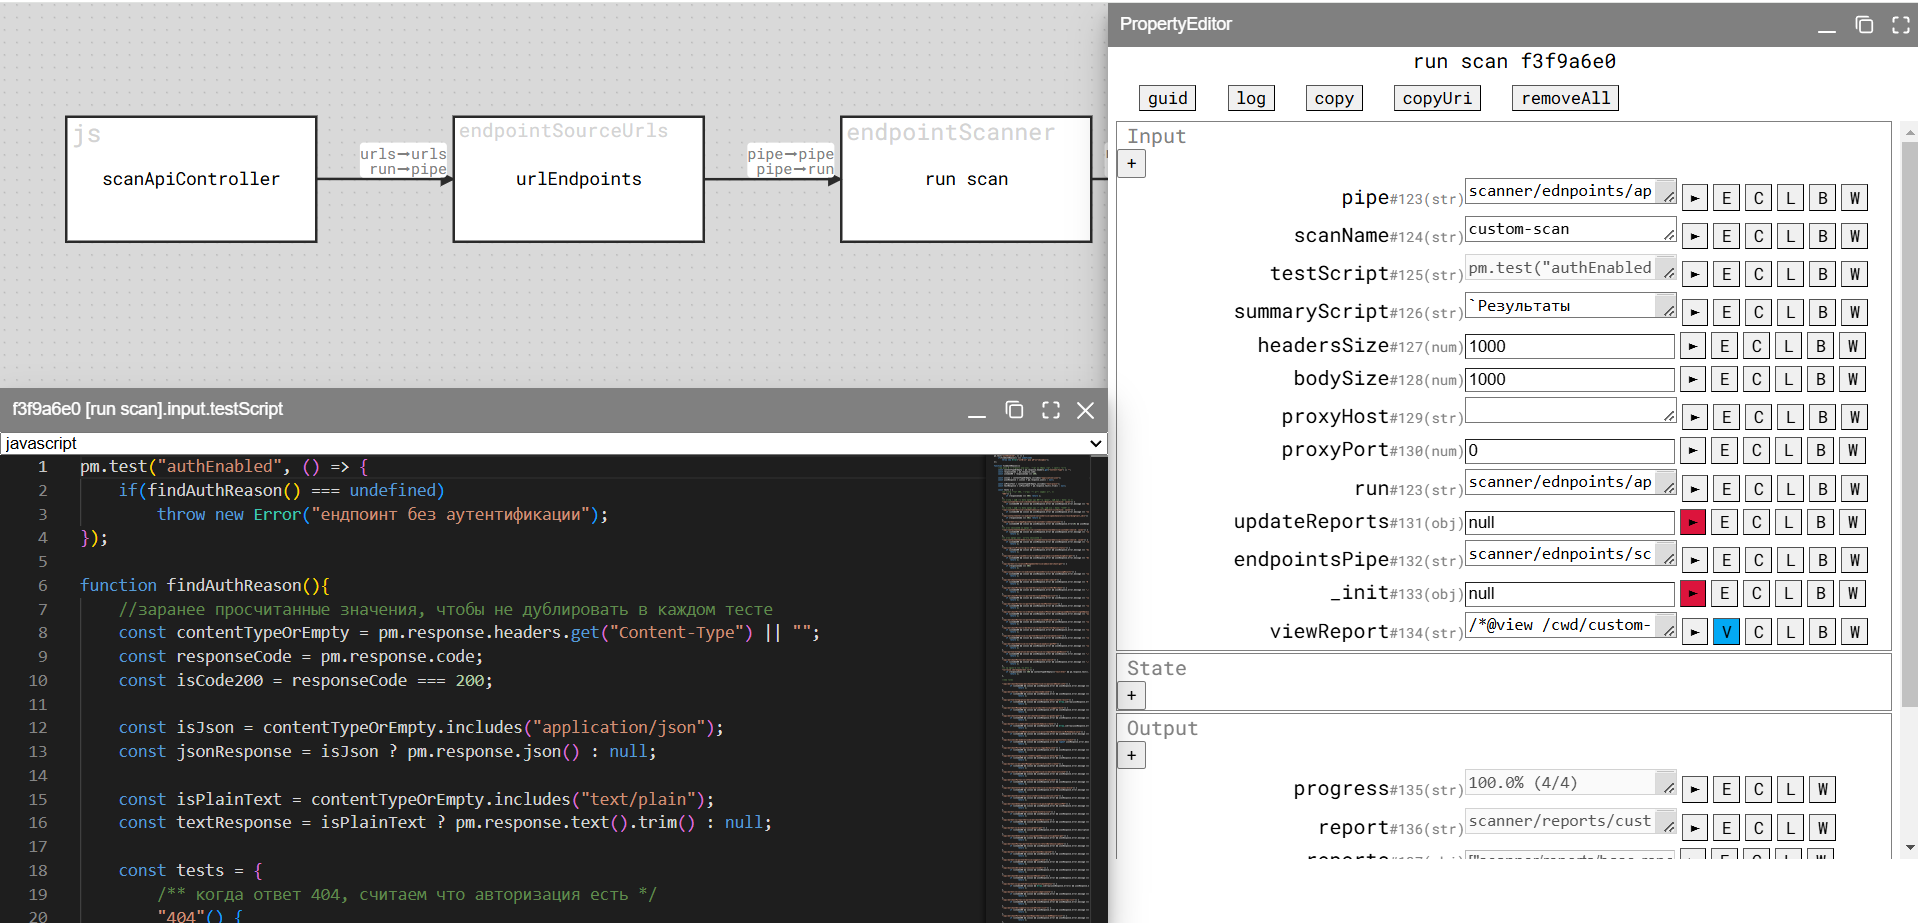 js
scanApiController
urls→urls
run→pipe
endpointSourceUrls
urlEndpoints
pipe→pipe
pipe→run
endpointScanner
run scan
f3f9a6e0 [run scan].input.testScript
javascript
1 pm.test("authEnabled", () => {
2 if(findAuthReason() === undefined)
3 throw new Error("ендпоинт без аутентификации");
4 });
5
6 function findAuthReason(){
7 //заранее просчитанные значения, чтобы не дублировать в каждом тесте
8 const contentTypeOrEmpty = pm.response.headers.get("Content-Type") || "";
9 const responseCode = pm.response.code;
10 const isCode200 = responseCode === 200;
11
12 const isJson = contentTypeOrEmpty.includes("application/json");
13 const jsonResponse = isJson ? pm.response.json() : null;
14
15 const isPlainText = contentTypeOrEmpty.includes("text/plain");
16 const textResponse = isPlainText ? pm.response.text().trim() : null;
17
18 const tests = {
19 /** когда ответ 404, считаем что авторизация есть */
20 "404"() {
PropertyEditor
run scan f3f9a6e0
guid log copy copyUri removeAll
Input
+
pipe#123(str) scanner/ednpoints/ap ► E C L B W
scanName#124(str) custom-scan ► E C L B W
testScript#125(str) pm.test("authEnabled ► E C L B W
summaryScript#126(str) `Результаты ► E C L B W
headersSize#127(num) 1000 ► E C L B W
bodySize#128(num) 1000 ► E C L B W
proxyHost#129(str) ► E C L B W
proxyPort#130(num) 0 ► E C L B W
run#123(str) scanner/ednpoints/ap ► E C L B W
updateReports#131(obj) null ► E C L B W
endpointsPipe#132(str) scanner/ednpoints/sc ► E C L B W
_init#133(obj) null ► E C L B W
viewReport#134(str) /*@view /cwd/custom- ► V C L B W
State
+
Output
+
progress#135(str) 100.0% (4/4) ► E C L W
report#136(str) scanner/reports/cust ► E C L W